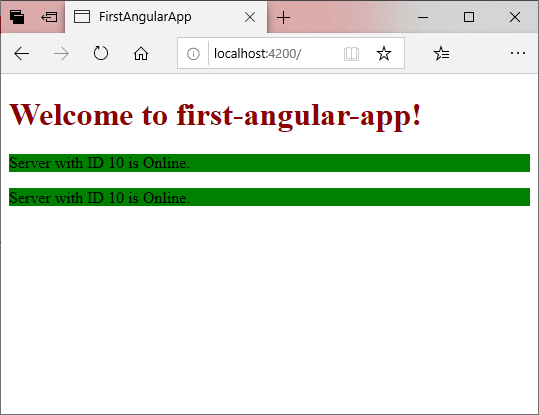 FirstAngularApp
localhost:4200/
Welcome to first-angular-app!
Server with ID 10 is Online.
Server with ID 10 is Online.